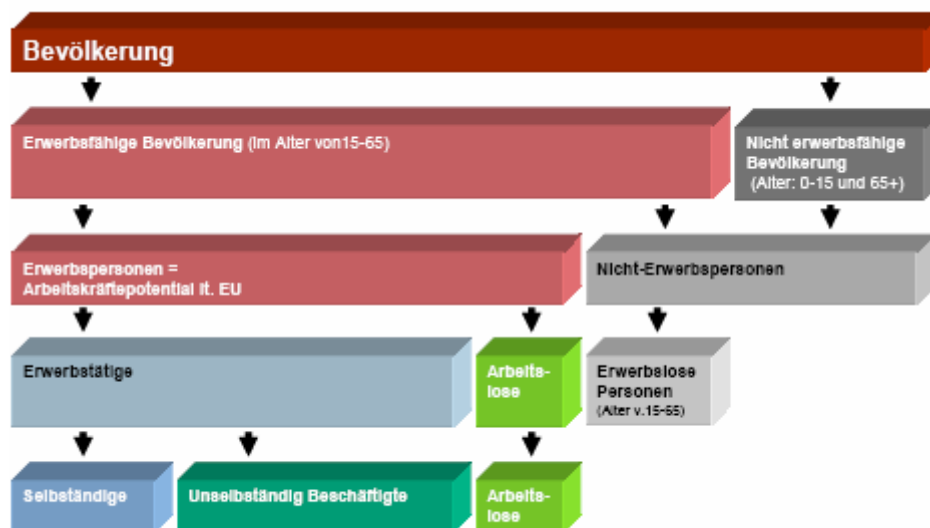 Bevölkerung
Erwerbsfähige Bevölkerung (Im Alter von15-65)
Nicht erwerbsfähige
Bevölkerung
(Alter: 0-15 und 65+)
Erwerbspersonen =
Arbeitskräftepotential lt. EU
Nicht-Erwerbspersonen
Erwerbstätige
Arbeits-
lose
Erwerbslose
Personen
(Alter v.15-65)
Selbständige
Unselbständig Beschäftigte
Arbeits-
lose